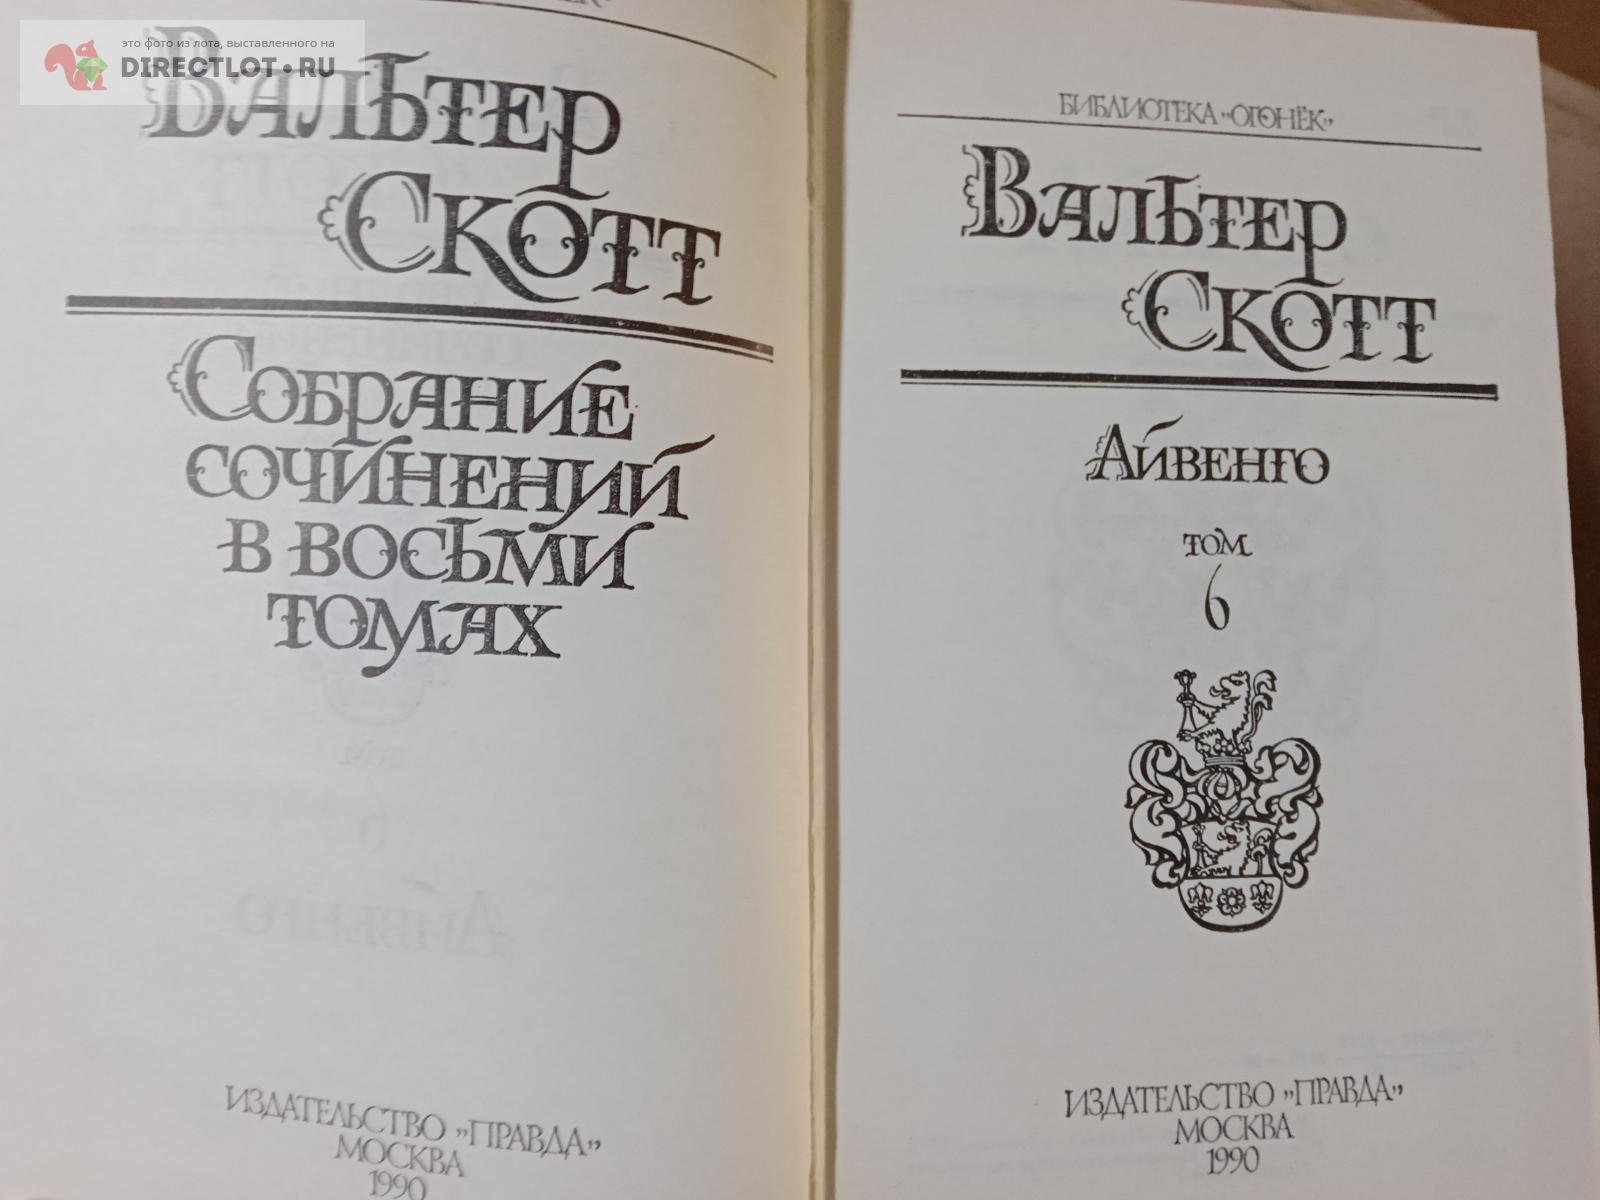 это фото из лота, выставленного на
DIRECTLOT.RU
Вальтер
Скотт
Собрание
сочинений
в восьми
томах
ИЗДАТЕЛЬСТВО „ПРАВДА”
МОСКВА
1990
БИБЛИОТЕКА „ОГОНЁК”
Вальтер
Скотт
Айвенго
ТОМ
6
ИЗДАТЕЛЬСТВО „ПРАВДА”
МОСКВА
1990